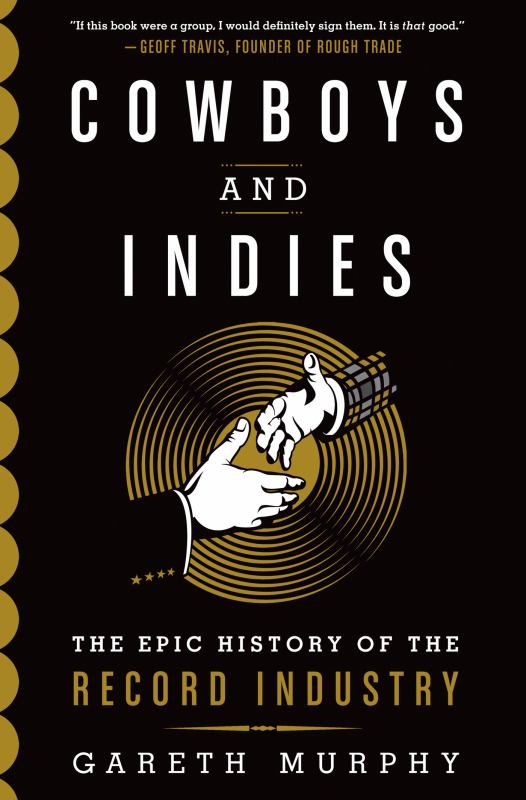 "If this book were a group, I would definitely sign them. It is that good."
— GEOFF TRAVIS, FOUNDER OF ROUGH TRADE
COWBOYS
AND
INDIES
THE EPIC HISTORY OF THE
RECORD INDUSTRY
GARETH MURPHY